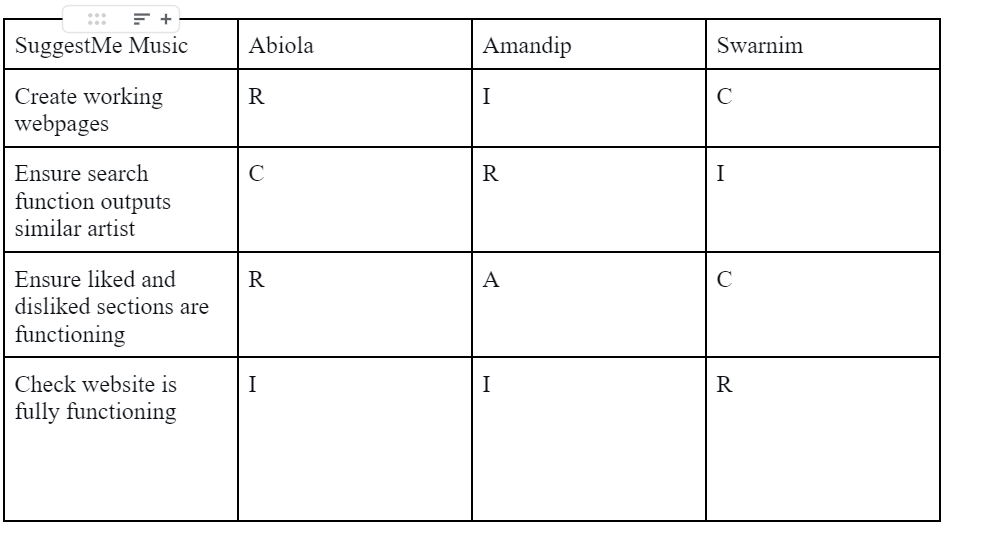 SuggestMe Music Abiola Amandip Swarnim
Create working R I C
webpages
Ensure search C R I
function outputs
similar artist
Ensure liked and R A C
disliked sections are
functioning
Check website is I I R
fully functioning